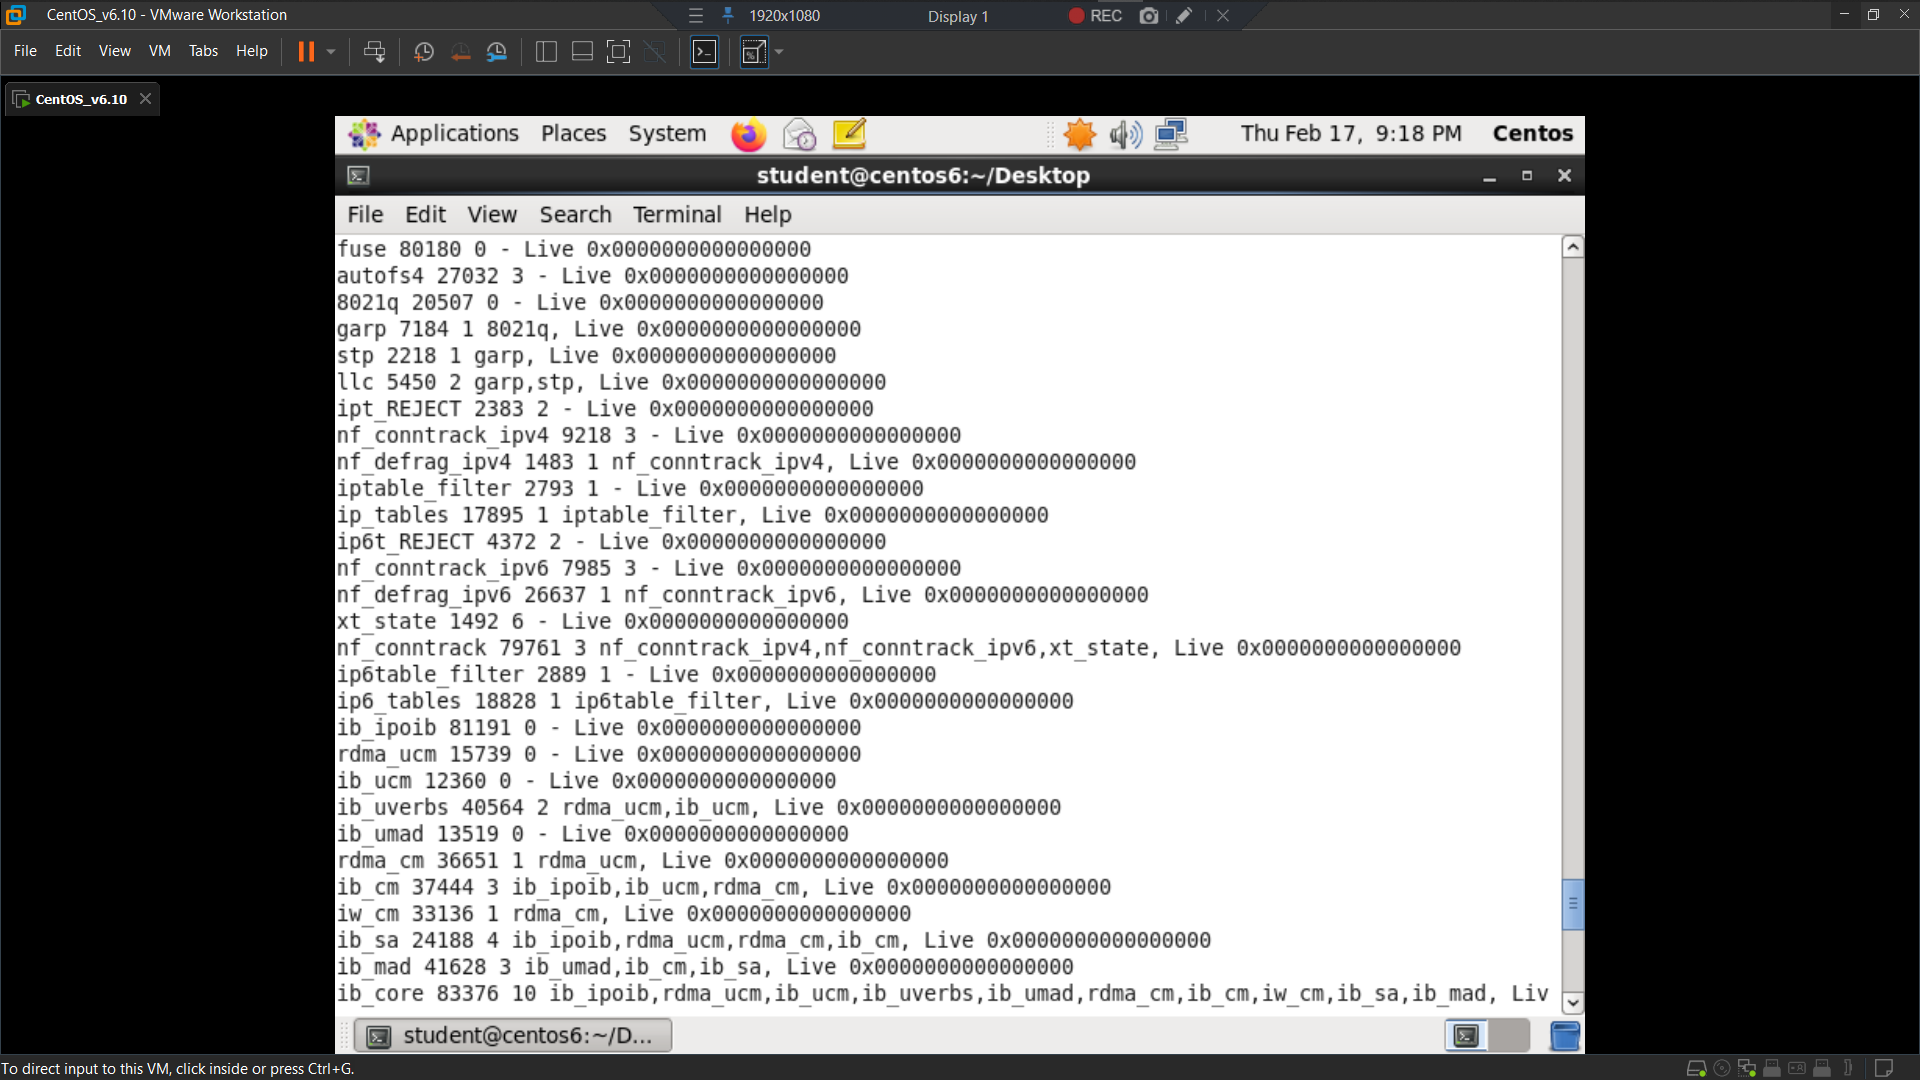 CentOS_v6.10 - VMware Workstation
1920x1080
Display 1
REC
File Edit View VM Tabs Help
CentOS_v6.10
Applications Places System
Thu Feb 17, 9:18 PM Centos
student@centos6:~/Desktop
File Edit View Search Terminal Help
fuse 80180 0 - Live 0x0000000000000000
autofs4 27032 3 - Live 0x0000000000000000
8021q 20507 0 - Live 0x0000000000000000
garp 7184 1 8021q, Live 0x0000000000000000
stp 2218 1 garp, Live 0x0000000000000000
llc 5450 2 garp,stp, Live 0x0000000000000000
ipt_REJECT 2383 2 - Live 0x0000000000000000
nf_conntrack_ipv4 9218 3 - Live 0x0000000000000000
nf_defrag_ipv4 1483 1 nf_conntrack_ipv4, Live 0x0000000000000000
iptable_filter 2793 1 - Live 0x0000000000000000
ip_tables 17895 1 iptable_filter, Live 0x0000000000000000
ip6t_REJECT 4372 2 - Live 0x0000000000000000
nf_conntrack_ipv6 7985 3 - Live 0x0000000000000000
nf_defrag_ipv6 26637 1 nf_conntrack_ipv6, Live 0x0000000000000000
xt_state 1492 6 - Live 0x0000000000000000
nf_conntrack 79761 3 nf_conntrack_ipv4,nf_conntrack_ipv6,xt_state, Live 0x0000000000000000
ip6table_filter 2889 1 - Live 0x0000000000000000
ip6_tables 18828 1 ip6table_filter, Live 0x0000000000000000
ib_ipoib 81191 0 - Live 0x0000000000000000
rdma_ucm 15739 0 - Live 0x0000000000000000
ib_ucm 12360 0 - Live 0x0000000000000000
ib_uverbs 40564 2 rdma_ucm,ib_ucm, Live 0x0000000000000000
ib_umad 13519 0 - Live 0x0000000000000000
rdma_cm 36651 1 rdma_ucm, Live 0x0000000000000000
ib_cm 37444 3 ib_ipoib,ib_ucm,rdma_cm, Live 0x0000000000000000
iw_cm 33136 1 rdma_cm, Live 0x0000000000000000
ib_sa 24188 4 ib_ipoib,rdma_ucm,rdma_cm,ib_cm, Live 0x0000000000000000
ib_mad 41628 3 ib_umad,ib_cm,ib_sa, Live 0x0000000000000000
ib_core 83376 10 ib_ipoib,rdma_ucm,ib_ucm,ib_uverbs,ib_umad,rdma_cm,ib_cm,iw_cm,ib_sa,ib_mad, Liv
student@centos6:~/D...
To direct input to this VM, click inside or press Ctrl+G.